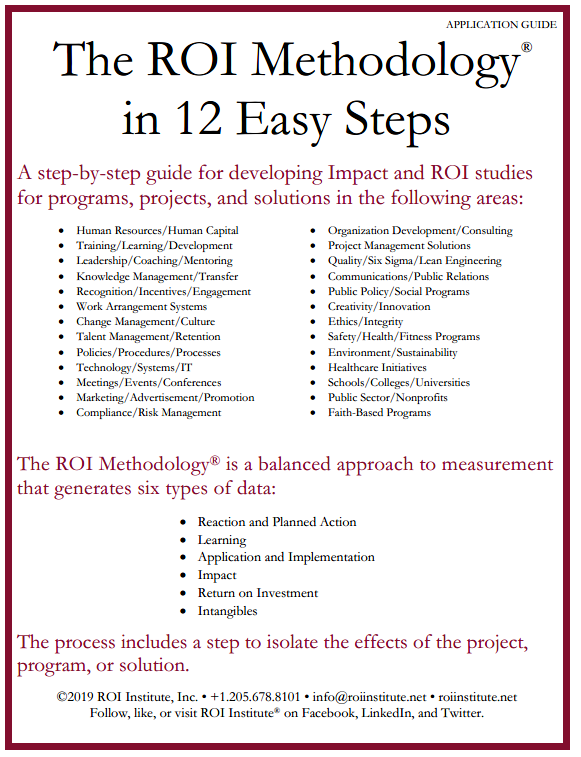 APPLICATION GUIDE
The ROI Methodology®
in 12 Easy Steps
A step-by-step guide for developing Impact and ROI studies
for programs, projects, and solutions in the following areas:
• Human Resources/Human Capital
• Training/Learning/Development
• Leadership/Coaching/Mentoring
• Knowledge Management/Transfer
• Recognition/Incentives/Engagement
• Work Arrangement Systems
• Change Management/Culture
• Talent Management/Retention
• Policies/Procedures/Processes
• Technology/Systems/IT
• Meetings/Events/Conferences
• Marketing/Advertisement/Promotion
• Compliance/Risk Management
• Organization Development/Consulting
• Project Management Solutions
• Quality/Six Sigma/Lean Engineering
• Communications/Public Relations
• Public Policy/Social Programs
• Creativity/Innovation
• Ethics/Integrity
• Safety/Health/Fitness Programs
• Environment/Sustainability
• Healthcare Initiatives
• Schools/Colleges/Universities
• Public Sector/Nonprofits
• Faith-Based Programs
The ROI Methodology® is a balanced approach to measurement
that generates six types of data:
• Reaction and Planned Action
• Learning
• Application and Implementation
• Impact
• Return on Investment
• Intangibles
The process includes a step to isolate the effects of the project,
program, or solution.
©2019 ROI Institute, Inc. • +1.205.678.8101 • info@roiinstitute.net • roiinstitute.net
Follow, like, or visit ROI Institute® on Facebook, LinkedIn, and Twitter.